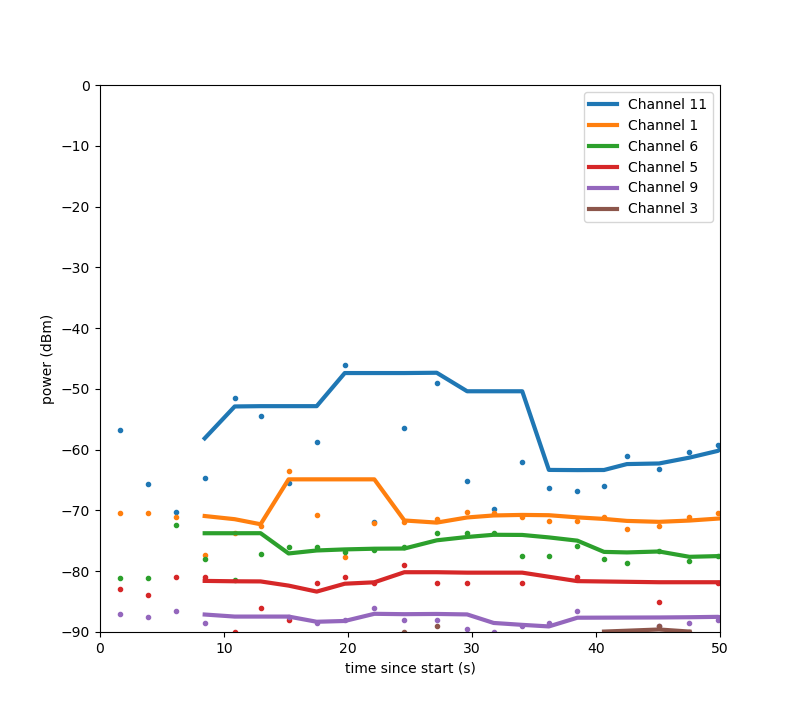 0
−10
−20
−30
−40
−50
−60
−70
−80
−90
power (dBm)
Channel 11
Channel 1
Channel 6
Channel 5
Channel 9
Channel 3
0 10 20 30 40 50
time since start (s)